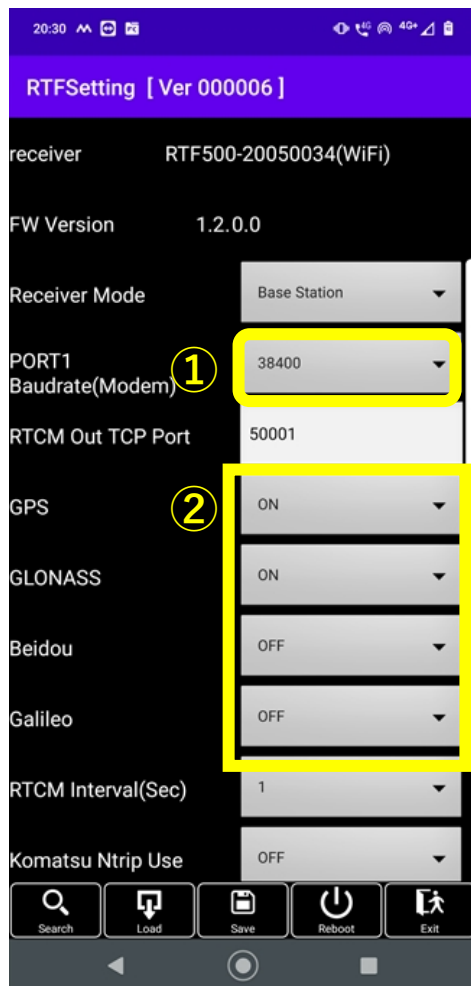 20:30 4G 4G+
RTFSetting [ Ver 000006 ]
receiver RTF500-20050034(WiFi)
FW Version 1.2.0.0
Receiver Mode Base Station
PORT1
Baudrate(Modem) ① 38400
RTCM Out TCP Port 50001
GPS ② ON
GLONASS ON
Beidou OFF
Galileo OFF
RTCM Interval(Sec) 1
Komatsu Ntrip Use OFF
Search Load Save Reboot Exit